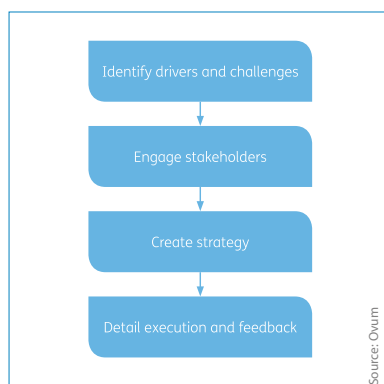 Identify drivers and challenges
Engage stakeholders
Create strategy
Detail execution and feedback
Source: Ovum